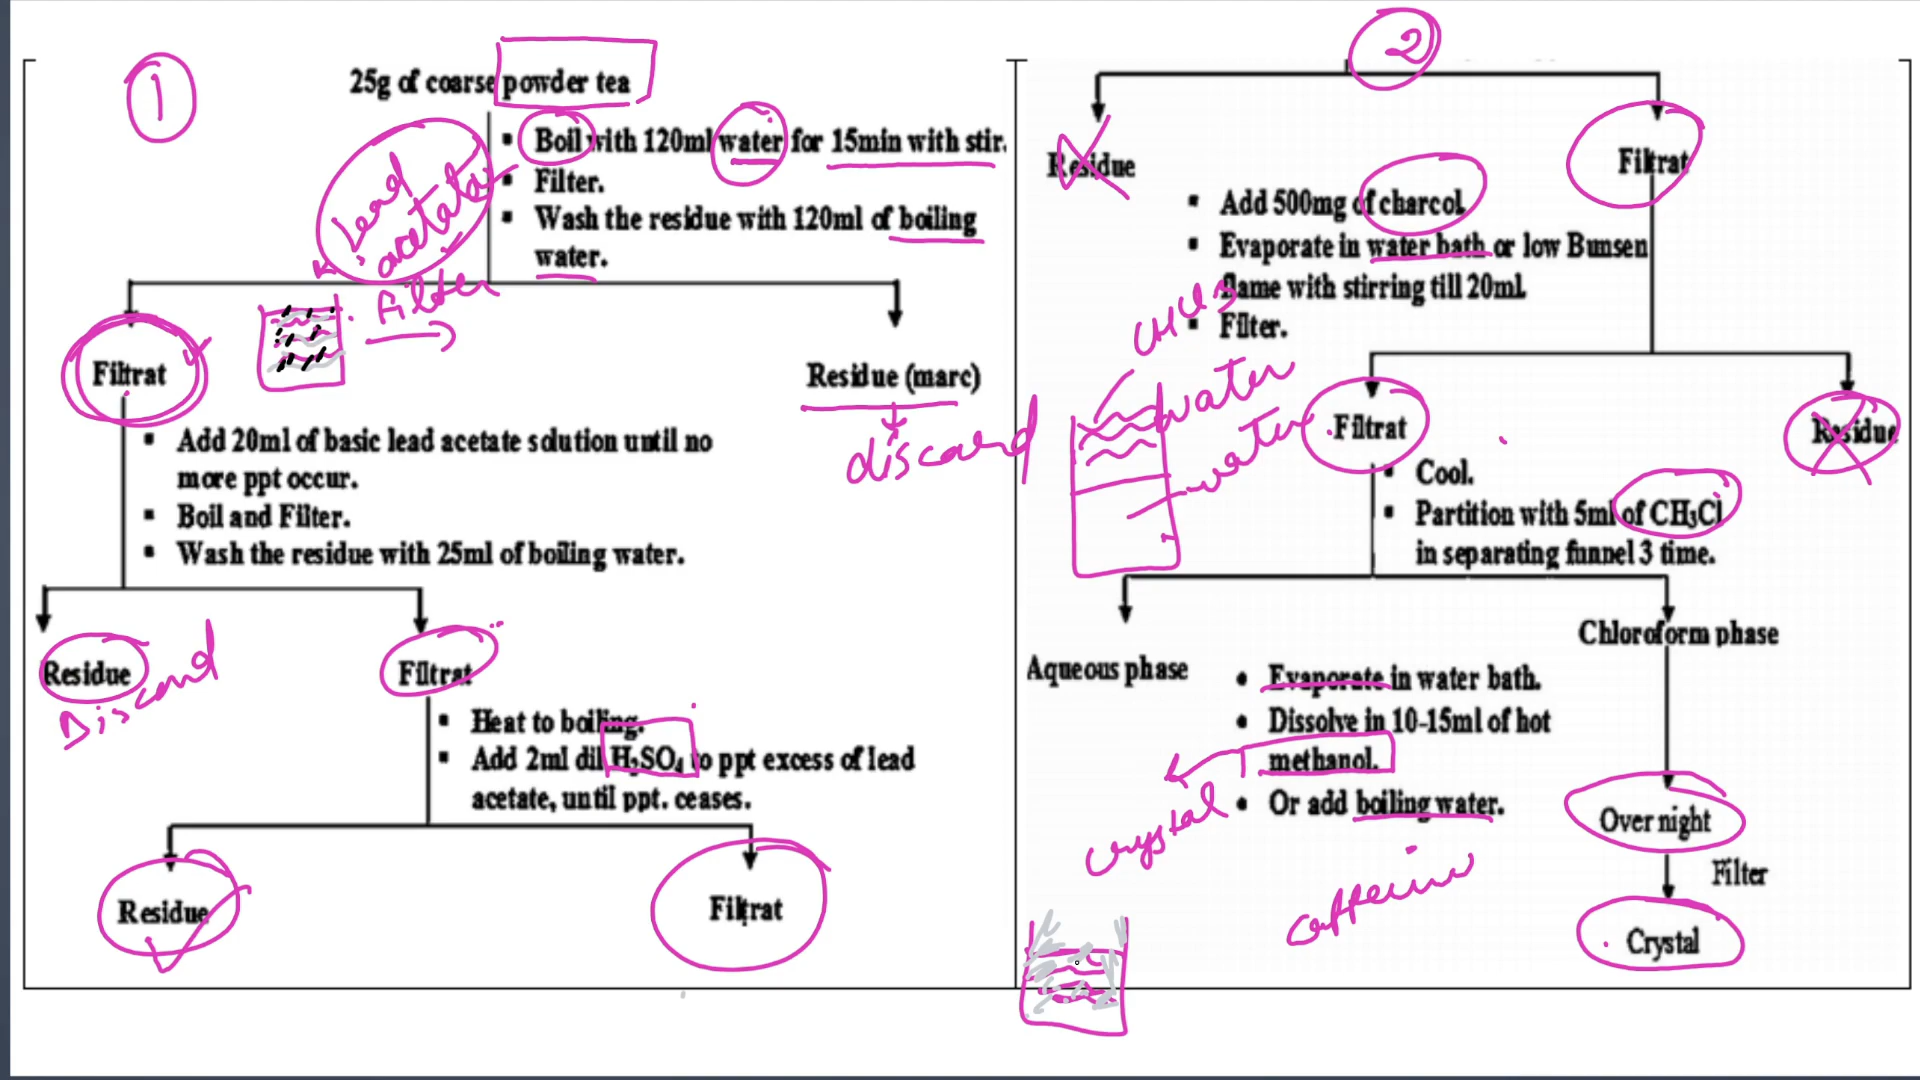 1
25g of coarse powder tea
▪ Boil with 120ml water for 15min with stir.
▪ Filter.
▪ Wash the residue with 120ml of boiling
water.
Lead
acetate
Filter
Filtrat
Residue (marc)
discard
▪ Add 20ml of basic lead acetate solution until no
more ppt occur.
▪ Boil and Filter.
▪ Wash the residue with 25ml of boiling water.
Residue
Discard
Filtrat
▪ Heat to boiling.
▪ Add 2ml dil H₂SO₄ to ppt excess of lead
acetate, until ppt. ceases.
Residue
Filtrat
2
Residue
Filtrat
▪ Add 500mg of charcol.
▪ Evaporate in water bath or low Bunsen
flame with stirring till 20ml.
▪ Filter.
CHCl3
water
water
Filtrat
Residue
▪ Cool.
▪ Partition with 5ml of CH₃Cl
in separating funnel 3 time.
Aqueous phase
Chloroform phase
• Evaporate in water bath.
• Dissolve in 10-15ml of hot
methanol.
• Or add boiling water.
crystal
caffeine
Over night
Filter
Crystal